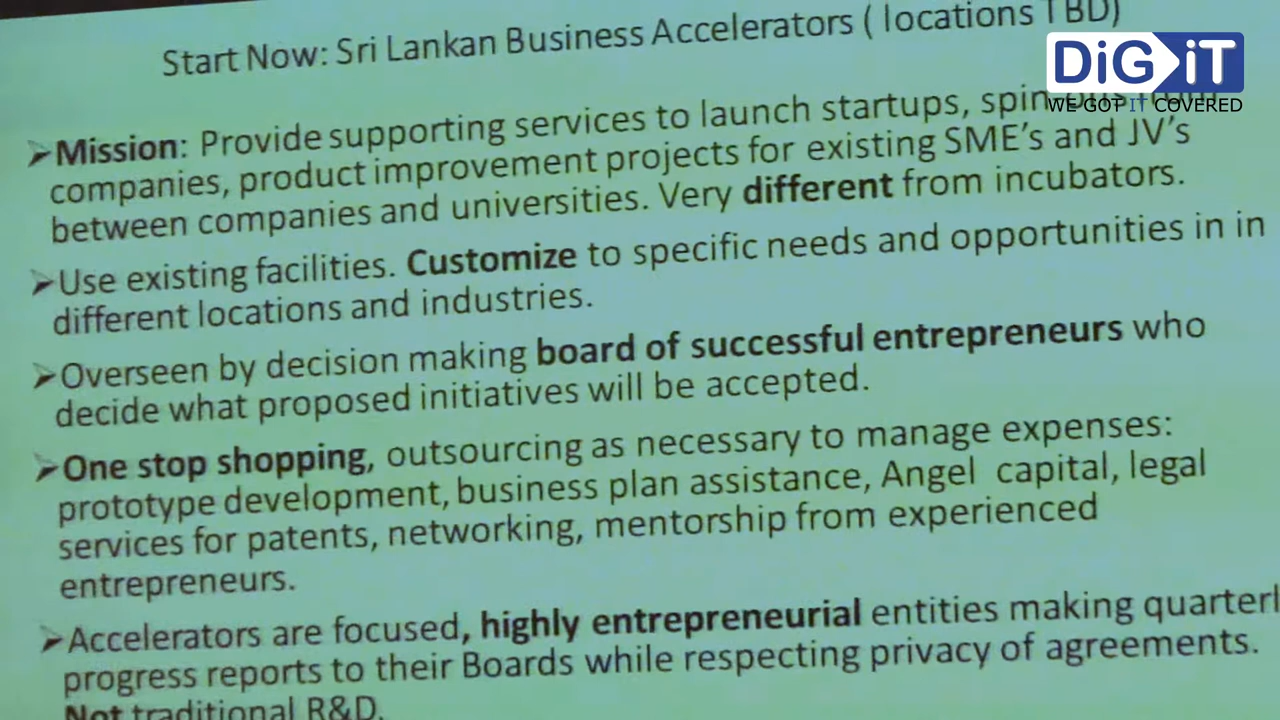 Start Now: Sri Lankan Business Accelerators ( locations TBD)
DiGiT
WE GOT IT COVERED
➢Mission: Provide supporting services to launch startups, spin-outs from
companies, product improvement projects for existing SME's and JV's
between companies and universities. Very different from incubators.
➢Use existing facilities. Customize to specific needs and opportunities in in
different locations and industries.
➢Overseen by decision making board of successful entrepreneurs who
decide what proposed initiatives will be accepted.
➢One stop shopping, outsourcing as necessary to manage expenses:
prototype development, business plan assistance, Angel capital, legal
services for patents, networking, mentorship from experienced
entrepreneurs.
➢Accelerators are focused, highly entrepreneurial entities making quarterl
progress reports to their Boards while respecting privacy of agreements.
Not traditional R&D.